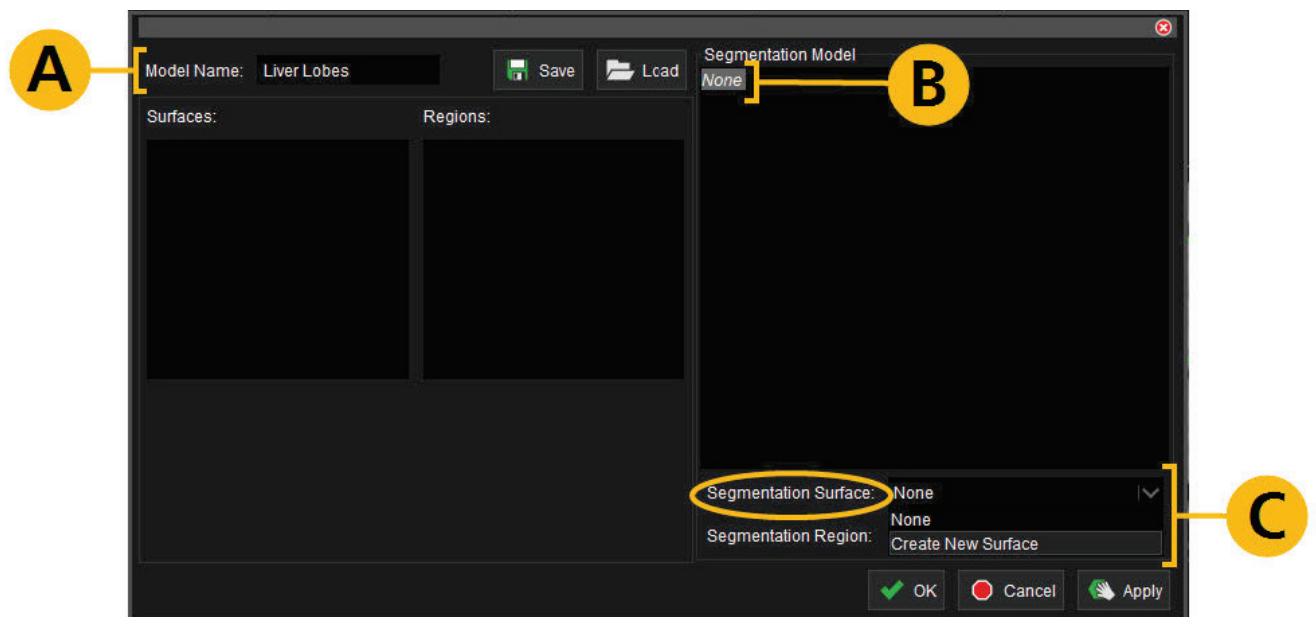 A
Model Name: Liver Lobes
Save
Load
Surfaces:
Regions:
Segmentation Model
None
B
Segmentation Surface: None
None
Create New Surface
Segmentation Region:
C
OK
Cancel
Apply